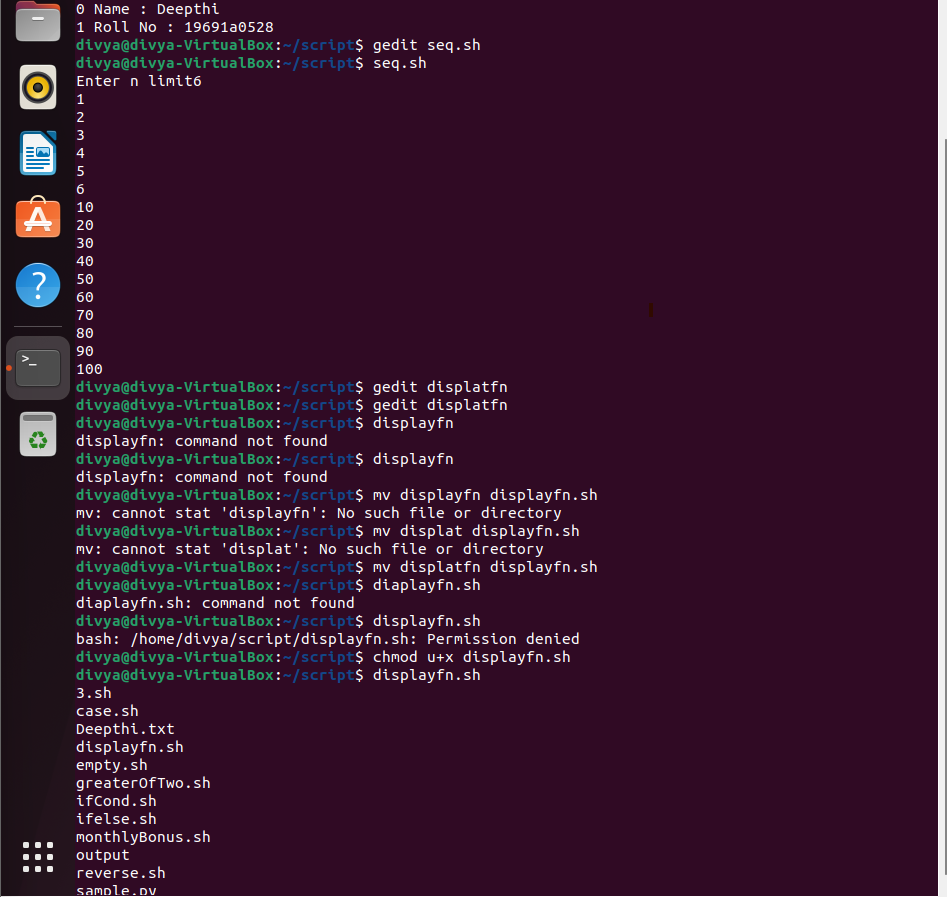 0 Name : Deepthi
1 Roll No : 19691a0528
divya@divya-VirtualBox:~/script$ gedit seq.sh
divya@divya-VirtualBox:~/script$ seq.sh
Enter n limit6
1
2
3
4
5
6
10
20
30
40
50
60
70
80
90
100
divya@divya-VirtualBox:~/script$ gedit displatfn
divya@divya-VirtualBox:~/script$ gedit displatfn
divya@divya-VirtualBox:~/script$ displayfn
displayfn: command not found
divya@divya-VirtualBox:~/script$ displayfn
displayfn: command not found
divya@divya-VirtualBox:~/script$ mv displayfn displayfn.sh
mv: cannot stat 'displayfn': No such file or directory
divya@divya-VirtualBox:~/script$ mv displat displayfn.sh
mv: cannot stat 'displat': No such file or directory
divya@divya-VirtualBox:~/script$ mv displatfn displayfn.sh
divya@divya-VirtualBox:~/script$ diaplayfn.sh
diaplayfn.sh: command not found
divya@divya-VirtualBox:~/script$ displayfn.sh
bash: /home/divya/script/displayfn.sh: Permission denied
divya@divya-VirtualBox:~/script$ chmod u+x displayfn.sh
divya@divya-VirtualBox:~/script$ displayfn.sh
3.sh
case.sh
Deepthi.txt
displayfn.sh
empty.sh
greaterOfTwo.sh
ifCond.sh
ifelse.sh
monthlyBonus.sh
output
reverse.sh
sample.py